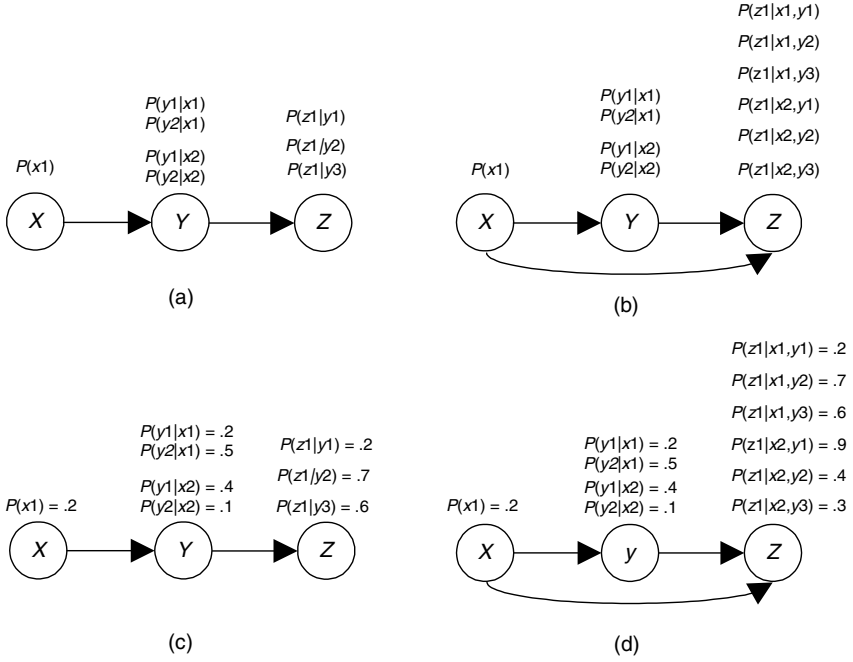 P(x1)
P(y1|x1)
P(y2|x1)
P(y1|x2)
P(y2|x2)
P(z1|y1)
P(z1/y2)
P(z1|y3)
X
Y
Z
(a)
P(z1|x1,y1)
P(z1|x1,y2)
P(z1|x1,y3)
P(z1|x2,y1)
P(z1|x2,y2)
P(z1|x2,y3)
P(y1|x1)
P(y2|x1)
P(y1|x2)
P(y2|x2)
P(x1)
X
Y
Z
(b)
P(y1|x1) = .2
P(y2|x1) = .5
P(y1|x2) = .4
P(y2|x2) = .1
P(z1|y1) = .2
P(z1/y2) = .7
P(z1|y3) = .6
P(x1) = .2
X
Y
Z
(c)
P(z1|x1,y1) = .2
P(z1|x1,y2) = .7
P(z1|x1,y3) = .6
P(z1|x2,y1) = .9
P(z1|x2,y2) = .4
P(z1|x2,y3) = .3
P(y1|x1) = .2
P(y2|x1) = .5
P(y1|x2) = .4
P(y2|x2) = .1
P(x1) = .2
X
y
Z
(d)